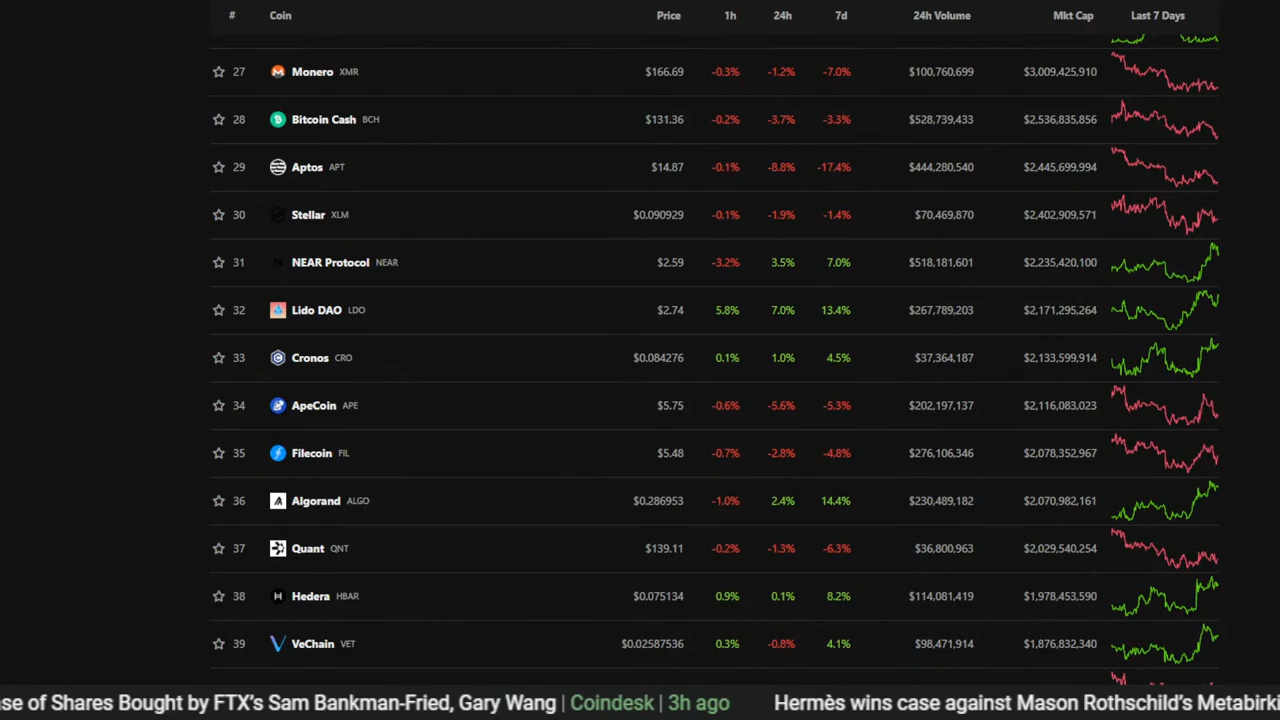 # Coin Price 1h 24h 7d 24h Volume Mkt Cap Last 7 Days
27 Monero XMR $166.69 -0.3% -1.2% -7.0% $100,760,699 $3,009,425,910
28 Bitcoin Cash BCH $131.36 -0.2% -3.7% -3.3% $528,739,433 $2,536,835,856
29 Aptos APT $14.87 -0.1% -8.8% -17.4% $444,280,540 $2,445,699,994
30 Stellar XLM $0.090929 -0.1% -1.9% -1.4% $70,469,870 $2,402,909,571
31 NEAR Protocol NEAR $2.59 -3.2% 3.5% 7.0% $518,181,601 $2,235,420,100
32 Lido DAO LDO $2.74 5.8% 7.0% 13.4% $267,789,203 $2,171,295,264
33 Cronos CRO $0.084276 0.1% 1.0% 4.5% $37,364,187 $2,133,599,914
34 ApeCoin APE $5.75 -0.6% -5.6% -5.3% $202,197,137 $2,116,083,023
35 Filecoin FIL $5.48 -0.7% -2.8% -4.8% $276,106,346 $2,078,352,967
36 Algorand ALGO $0.286953 -1.0% 2.4% 14.4% $230,489,182 $2,070,982,161
37 Quant QNT $139.11 -0.2% -1.3% -6.3% $36,800,963 $2,029,540,254
38 Hedera HBAR $0.075134 0.9% 0.1% 8.2% $114,081,419 $1,978,453,590
39 VeChain VET $0.02587536 0.3% -0.8% 4.1% $98,471,914 $1,876,832,340
ase of Shares Bought by FTX's Sam Bankman-Fried, Gary Wang | Coindesk | 3h ago Hermès wins case against Mason Rothschild's Metabirki